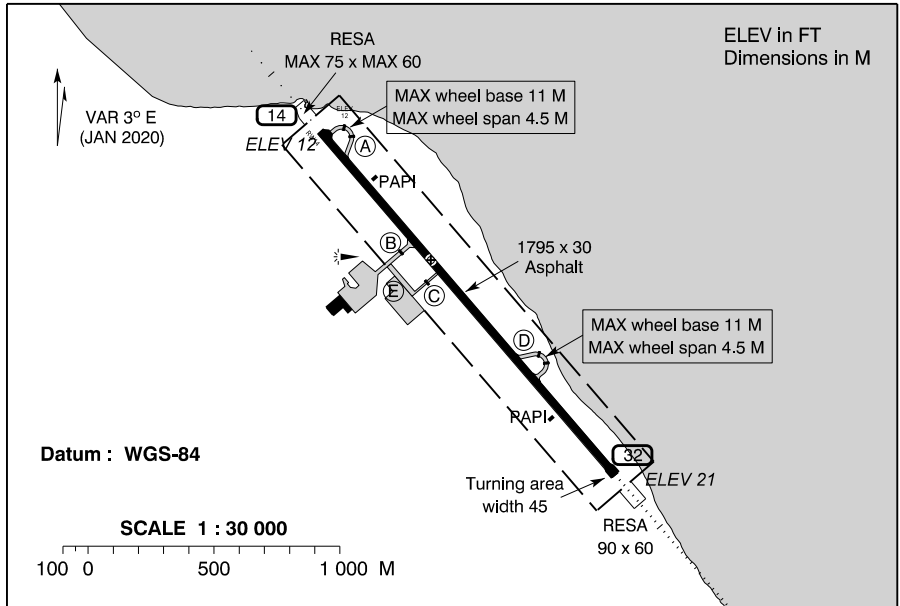 ELEV in FT
Dimensions in M
RESA
MAX 75 x MAX 60
MAX wheel base 11 M
MAX wheel span 4.5 M
14
ELEV
12
VAR 3° E
(JAN 2020)
ELEV 12
A
PAPI
B
1795 x 30
Asphalt
E
C
D
MAX wheel base 11 M
MAX wheel span 4.5 M
PAPI
Datum : WGS-84
32
ELEV 21
Turning area
width 45
RESA
90 x 60
SCALE 1 : 30 000
100 0 500 1 000 M